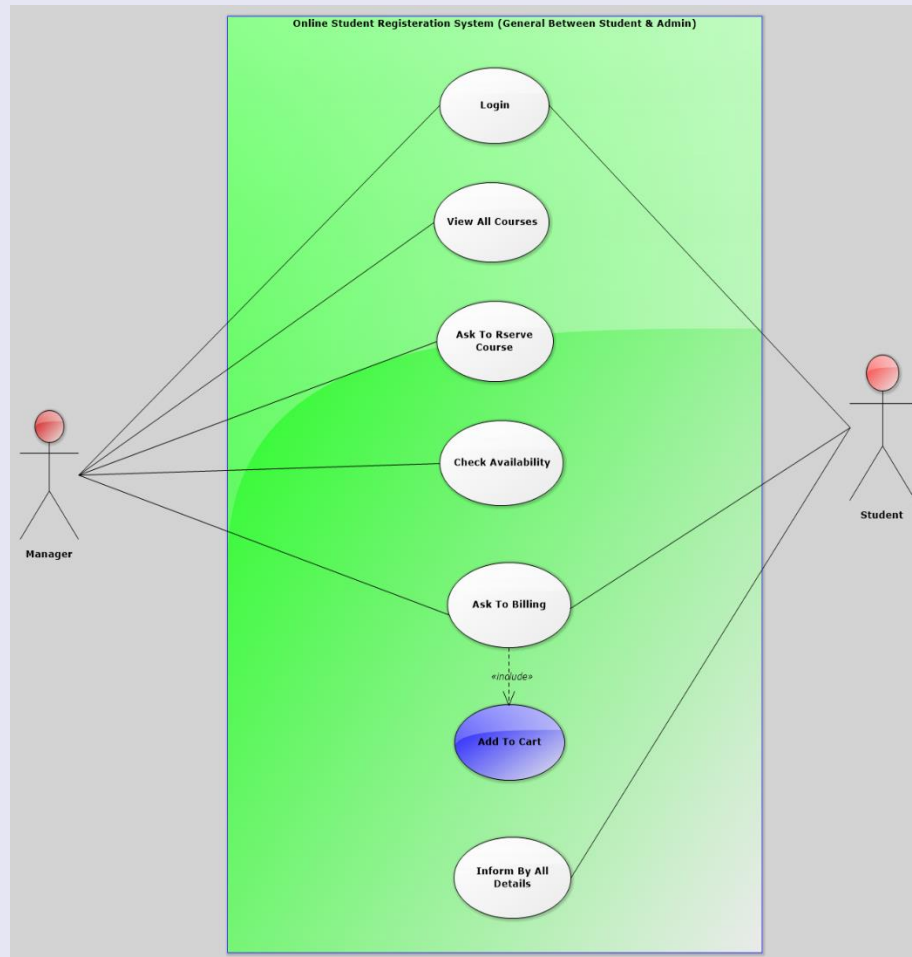 Online Student Registeration System (General Between Student & Admin)
Login
View All Courses
Ask To Rserve
Course
Check Availability
Manager
Student
Ask To Billing
«include»
Add To Cart
Inform By All
Details